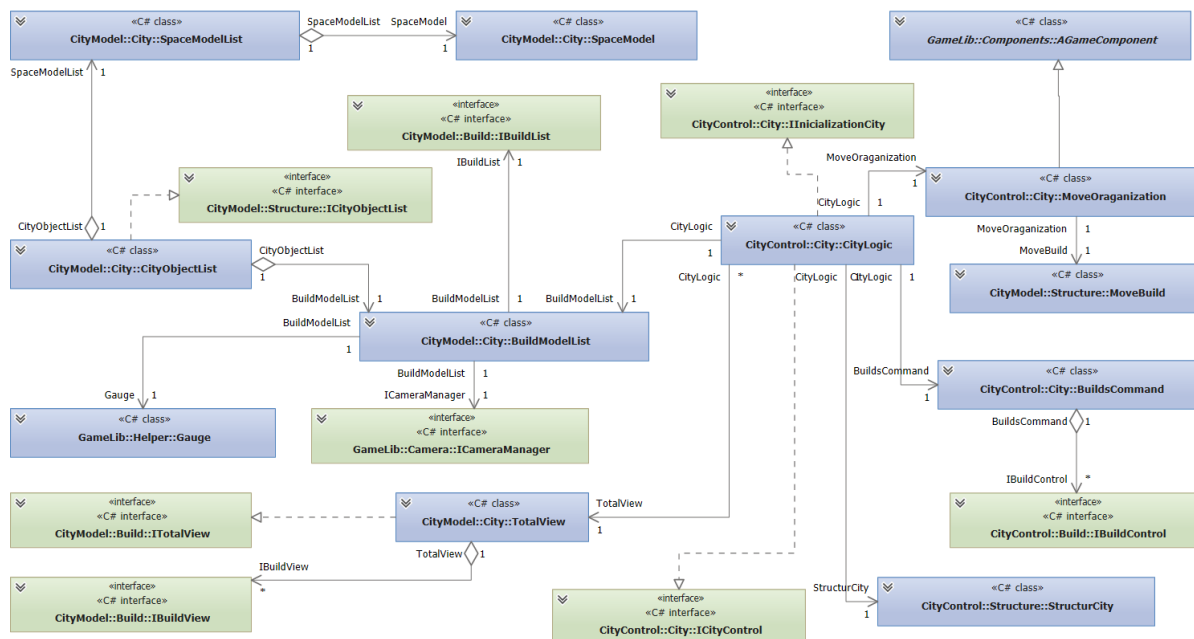 «C# class»
CityModel::City::SpaceModelList
SpaceModelList
SpaceModel
1
1
«C# class»
CityModel::City::SpaceModel
«C# class»
GameLib::Components::AGameComponent
SpaceModelList
1
«interface»
«C# interface»
CityModel::Build::IBuildList
IBuildList
1
«interface»
«C# interface»
CityControl::City::IInicializationCity
MoveOraganization
1
«C# class»
CityControl::City::MoveOraganization
«interface»
«C# interface»
CityModel::Structure::ICityObjectList
CityLogic
1
CityObjectList
1
«C# class»
CityModel::City::CityObjectList
CityObjectList
1
CityLogic
1
«C# class»
CityControl::City::CityLogic
MoveOraganization
1
MoveBuild
1
«C# class»
CityModel::Structure::MoveBuild
CityLogic
*
CityLogic
1
CityLogic
1
BuildModelList
1
BuildModelList
1
BuildModelList
1
BuildModelList
1
«C# class»
CityModel::City::BuildModelList
BuildModelList
1
Gauge
1
ICameraManager
1
«C# class»
GameLib::Helper::Gauge
«interface»
«C# interface»
GameLib::Camera::ICameraManager
BuildsCommand
1
«C# class»
CityControl::City::BuildsCommand
BuildsCommand
1
IBuildControl
*
«interface»
«C# interface»
CityControl::Build::IBuildControl
«interface»
«C# interface»
CityModel::Build::ITotalView
«C# class»
CityModel::City::TotalView
TotalView
1
TotalView
1
IBuildView
*
«interface»
«C# interface»
CityModel::Build::IBuildView
«interface»
«C# interface»
CityControl::City::ICityControl
StructurCity
1
«C# class»
CityControl::Structure::StructurCity